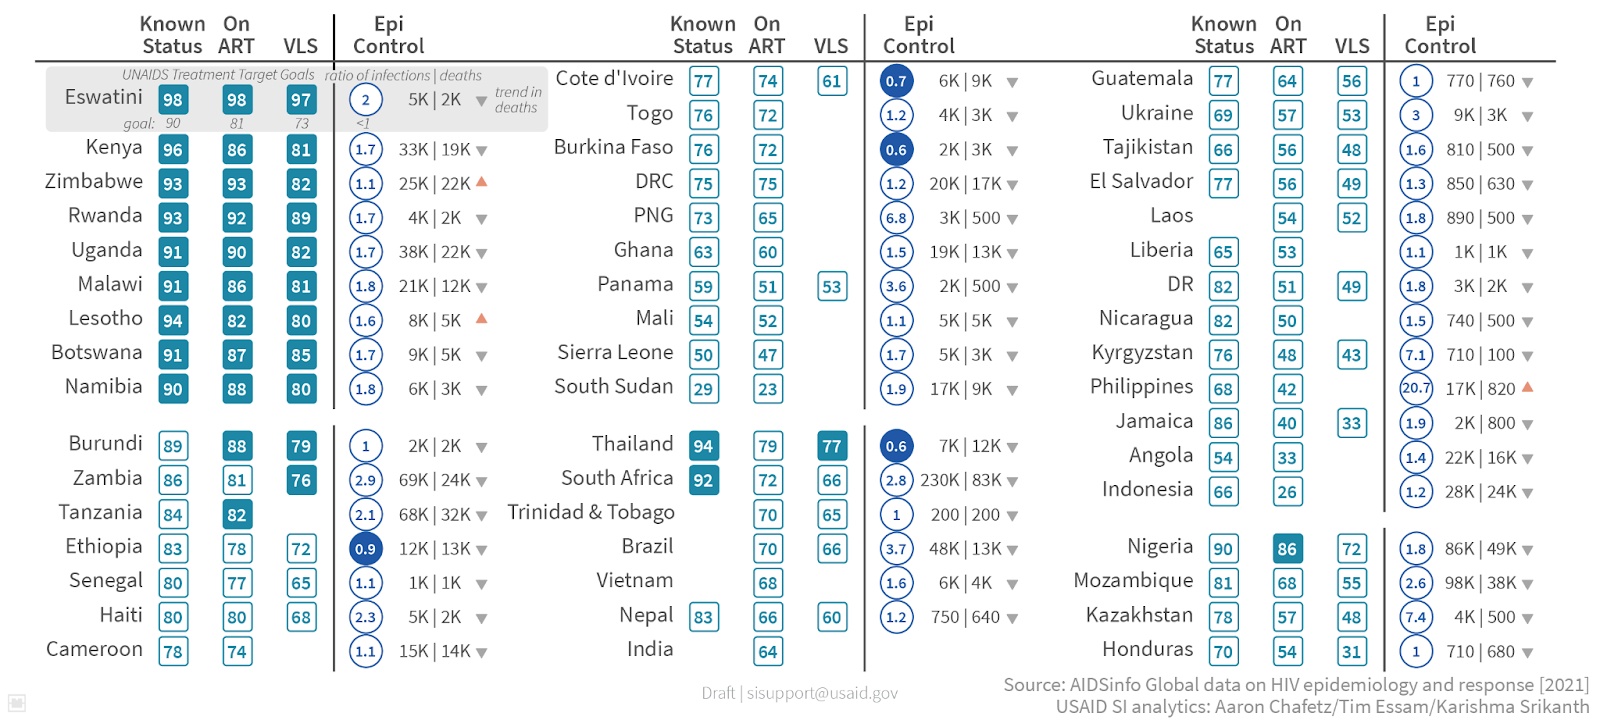 Known On Epi Known On Epi Known On Epi
Status ART VLS Control Status ART VLS Control Status ART VLS Control
UNAIDS Treatment Target Goals ratio of infections | deaths
Eswatini 98 98 97 2 5K | 2K trend in deaths
goal: 90 81 73 <1
Kenya 96 86 81 1.7 33K | 19K
Zimbabwe 93 93 82 1.1 25K | 22K
Rwanda 93 92 89 1.7 4K | 2K
Uganda 91 90 82 1.7 38K | 22K
Malawi 91 86 81 1.8 21K | 12K
Lesotho 94 82 80 1.6 8K | 5K
Botswana 91 87 85 1.7 9K | 5K
Namibia 90 88 80 1.8 6K | 3K
Burundi 89 88 79 1 2K | 2K
Zambia 86 81 76 2.9 69K | 24K
Tanzania 84 82 2.1 68K | 32K
Ethiopia 83 78 72 0.9 12K | 13K
Senegal 80 77 65 1.1 1K | 1K
Haiti 80 80 68 2.3 5K | 2K
Cameroon 78 74 1.1 15K | 14K
Cote d'Ivoire 77 74 61 0.7 6K | 9K
Togo 76 72 1.2 4K | 3K
Burkina Faso 76 72 0.6 2K | 3K
DRC 75 75 1.2 20K | 17K
PNG 73 65 6.8 3K | 500
Ghana 63 60 1.5 19K | 13K
Panama 59 51 53 3.6 2K | 500
Mali 54 52 1.1 5K | 5K
Sierra Leone 50 47 1.7 5K | 3K
South Sudan 29 23 1.9 17K | 9K
Thailand 94 79 77 0.6 7K | 12K
South Africa 92 72 66 2.8 230K | 83K
Trinidad & Tobago 70 65 1 200 | 200
Brazil 70 66 3.7 48K | 13K
Vietnam 68 1.6 6K | 4K
Nepal 83 66 60 1.2 750 | 640
India 64
Guatemala 77 64 56 1 770 | 760
Ukraine 69 57 53 3 9K | 3K
Tajikistan 66 56 48 1.6 810 | 500
El Salvador 77 56 49 1.3 850 | 630
Laos 54 52 1.8 890 | 500
Liberia 65 53 1.1 1K | 1K
DR 82 51 49 1.8 3K | 2K
Nicaragua 82 50 1.5 740 | 500
Kyrgyzstan 76 48 43 7.1 710 | 100
Philippines 68 42 20.7 17K | 820
Jamaica 86 40 33 1.9 2K | 800
Angola 54 33 1.4 22K | 16K
Indonesia 66 26 1.2 28K | 24K
Nigeria 90 86 72 1.8 86K | 49K
Mozambique 81 68 55 2.6 98K | 38K
Kazakhstan 78 57 48 7.4 4K | 500
Honduras 70 54 31 1 710 | 680
Draft | sisupport@usaid.gov
Source: AIDSinfo Global data on HIV epidemiology and response [2021]
USAID SI analytics: Aaron Chafetz/Tim Essam/Karishma Srikanth